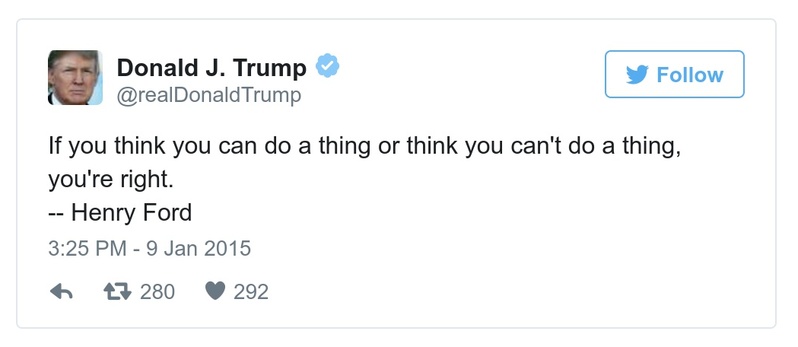 Donald J. Trump
@realDonaldTrump
Follow
If you think you can do a thing or think you can't do a thing,
you're right.
-- Henry Ford
3:25 PM - 9 Jan 2015
280 292